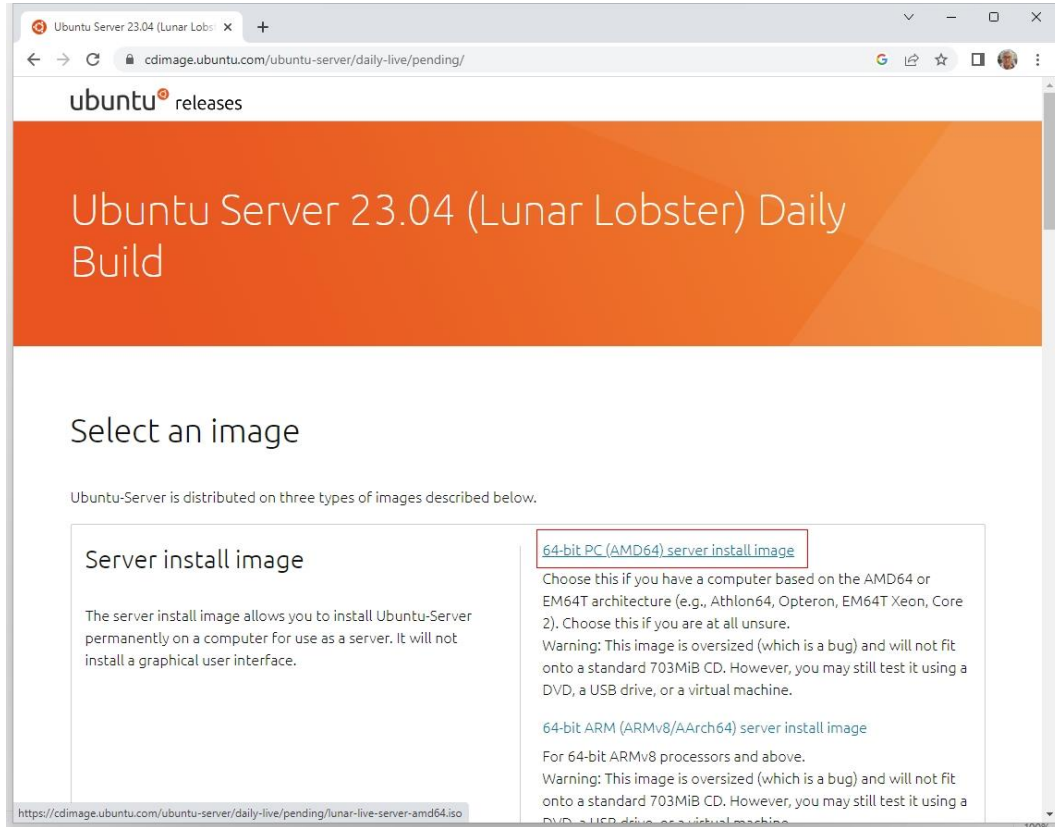 Ubuntu Server 23.04 (Lunar Lobs
cdimage.ubuntu.com/ubuntu-server/daily-live/pending/
ubuntu releases
Ubuntu Server 23.04 (Lunar Lobster) Daily
Build
Select an image
Ubuntu-Server is distributed on three types of images described below.
Server install image
The server install image allows you to install Ubuntu-Server
permanently on a computer for use as a server. It will not
install a graphical user interface.
64-bit PC (AMD64) server install image
Choose this if you have a computer based on the AMD64 or
EM64T architecture (e.g., Athlon64, Opteron, EM64T Xeon, Core
2). Choose this if you are at all unsure.
Warning: This image is oversized (which is a bug) and will not fit
onto a standard 703MiB CD. However, you may still test it using a
DVD, a USB drive, or a virtual machine.
64-bit ARM (ARMv8/AArch64) server install image
For 64-bit ARMv8 processors and above.
Warning: This image is oversized (which is a bug) and will not fit
onto a standard 703MiB CD. However, you may still test it using a
DVD, a USB drive, or a virtual machine.
https://cdimage.ubuntu.com/ubuntu-server/daily-live/pending/lunar-live-server-amd64.iso
100%